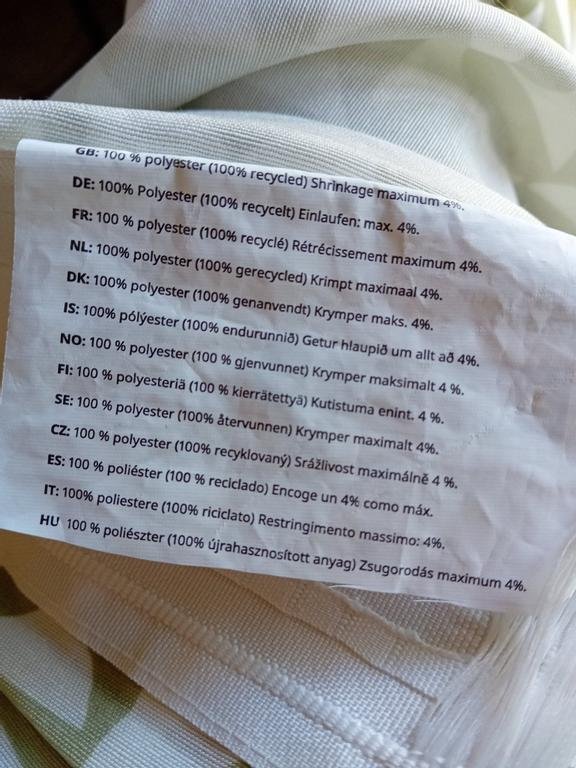 GB: 100 % polyester (100% recycled) Shrinkage maximum 4%.
DE: 100% Polyester (100% recycelt) Einlaufen: max. 4%.
FR: 100 % polyester (100% recyclé) Rétrécissement maximum 4%.
NL: 100% polyester (100% gerecycled) Krimpt maximaal 4%.
DK: 100% polyester (100% genanvendt) Krymper maks. 4%.
IS: 100% pólýester (100% endurunnið) Getur hlaupið um allt að 4%.
NO: 100 % polyester (100 % gjenvunnet) Krymper maksimalt 4 %.
FI: 100 % polyesteriä (100 % kierrätettyä) Kutistuma enint. 4 %.
SE: 100 % polyester (100% återvunnen) Krymper maximalt 4%.
CZ: 100 % polyester (100% recyklovaný) Srážlivost maximálně 4 %.
ES: 100 % poliéster (100 % reciclado) Encoge un 4% como máx.
IT: 100% poliestere (100% riciclato) Restringimento massimo: 4%.
HU 100 % poliészter (100% újrahasznosított anyag) Zsugorodás maximum 4%.